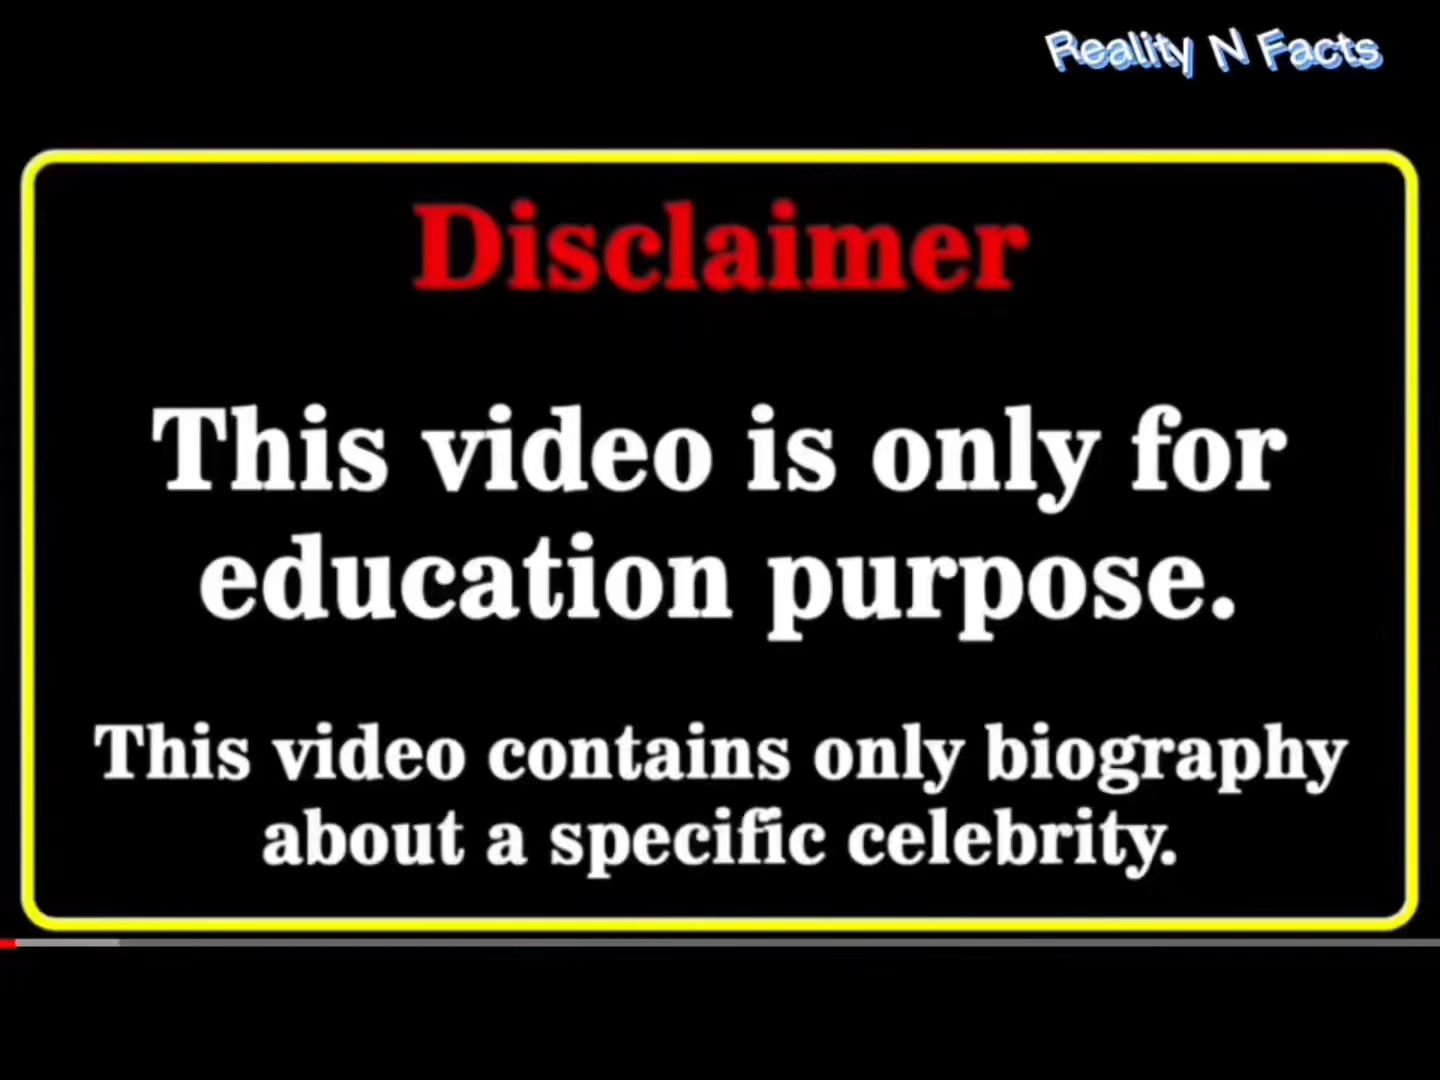 Reality N Facts
Disclaimer
This video is only for
education purpose.
This video contains only biography
about a specific celebrity.